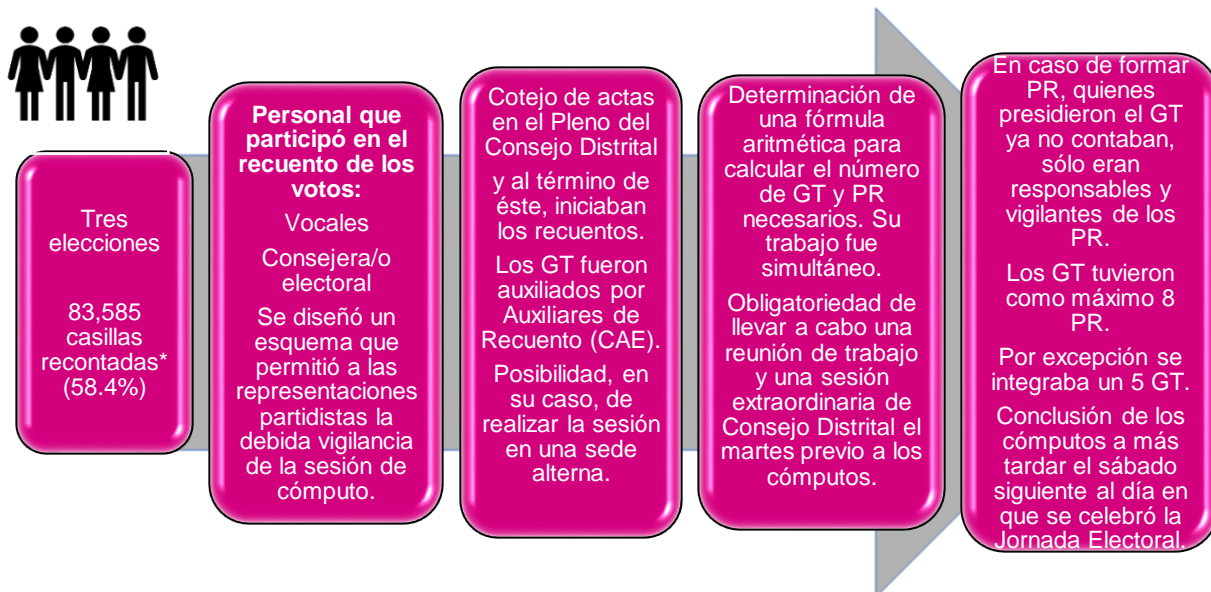 Tres
elecciones
83,585
casillas
recontadas*
(58.4%)
Personal que
participó en el
recuento de los
votos:
Vocales
Consejera/o
electoral
Se diseñó un
esquema que
permitió a las
representaciones
partidistas la
debida vigilancia
de la sesión de
cómputo.
Cotejo de actas
en el Pleno del
Consejo Distrital
y al término de
éste, iniciaban
los recuentos.
Los GT fueron
auxiliados por
Auxiliares de
Recuento (CAE).
Posibilidad, en
su caso, de
realizar la sesión
en una sede
alterna.
Determinación de
una fórmula
aritmética para
calcular el número
de GT y PR
necesarios. Su
trabajo fue
simultáneo.
Obligatoriedad de
llevar a cabo una
reunión de trabajo
y una sesión
extraordinaria de
Consejo Distrital el
martes previo a los
cómputos.
En caso de formar
PR, quienes
presidieron el GT
ya no contaban,
sólo eran
responsables y
vigilantes de los
PR.
Los GT tuvieron
como máximo 8
PR.
Por excepción se
integraba un 5 GT.
Conclusión de los
cómputos a más
tardar el sábado
siguiente al día en
que se celebró la
Jornada Electoral.